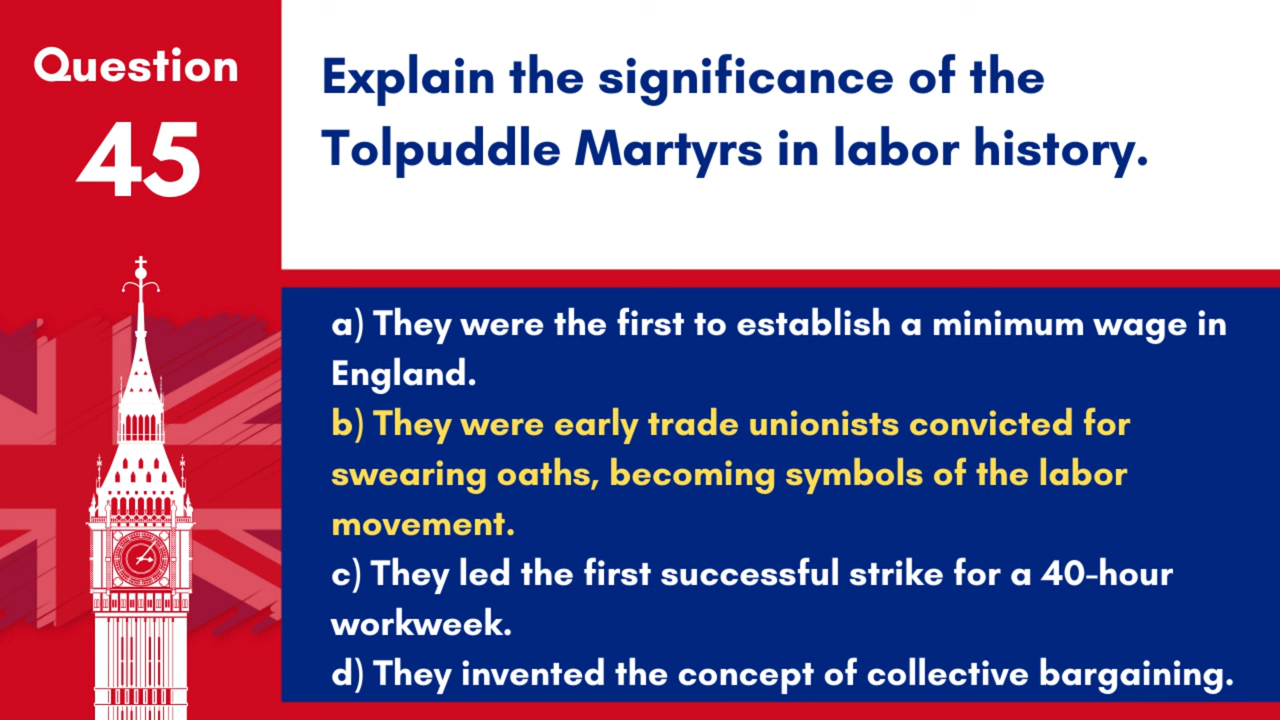 Question
45
Explain the significance of the
Tolpuddle Martyrs in labor history.
a) They were the first to establish a minimum wage in
England.
b) They were early trade unionists convicted for
swearing oaths, becoming symbols of the labor
movement.
c) They led the first successful strike for a 40-hour
workweek.
d) They invented the concept of collective bargaining.